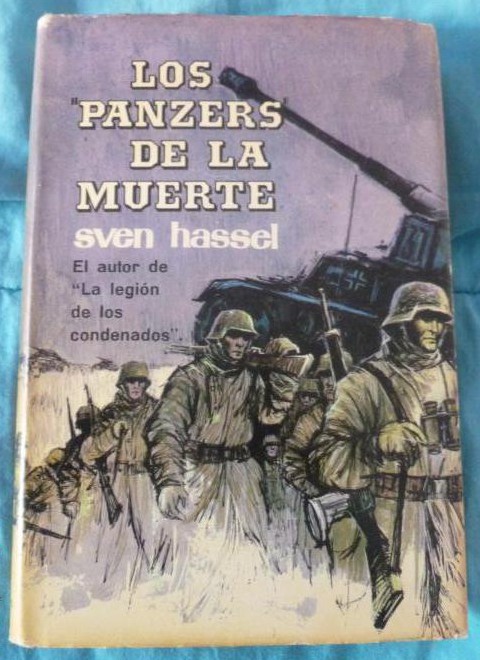 LOS
"PANZERS"
DE LA
MUERTE
sven hassel
El autor de
"La legión
de los
condenados".